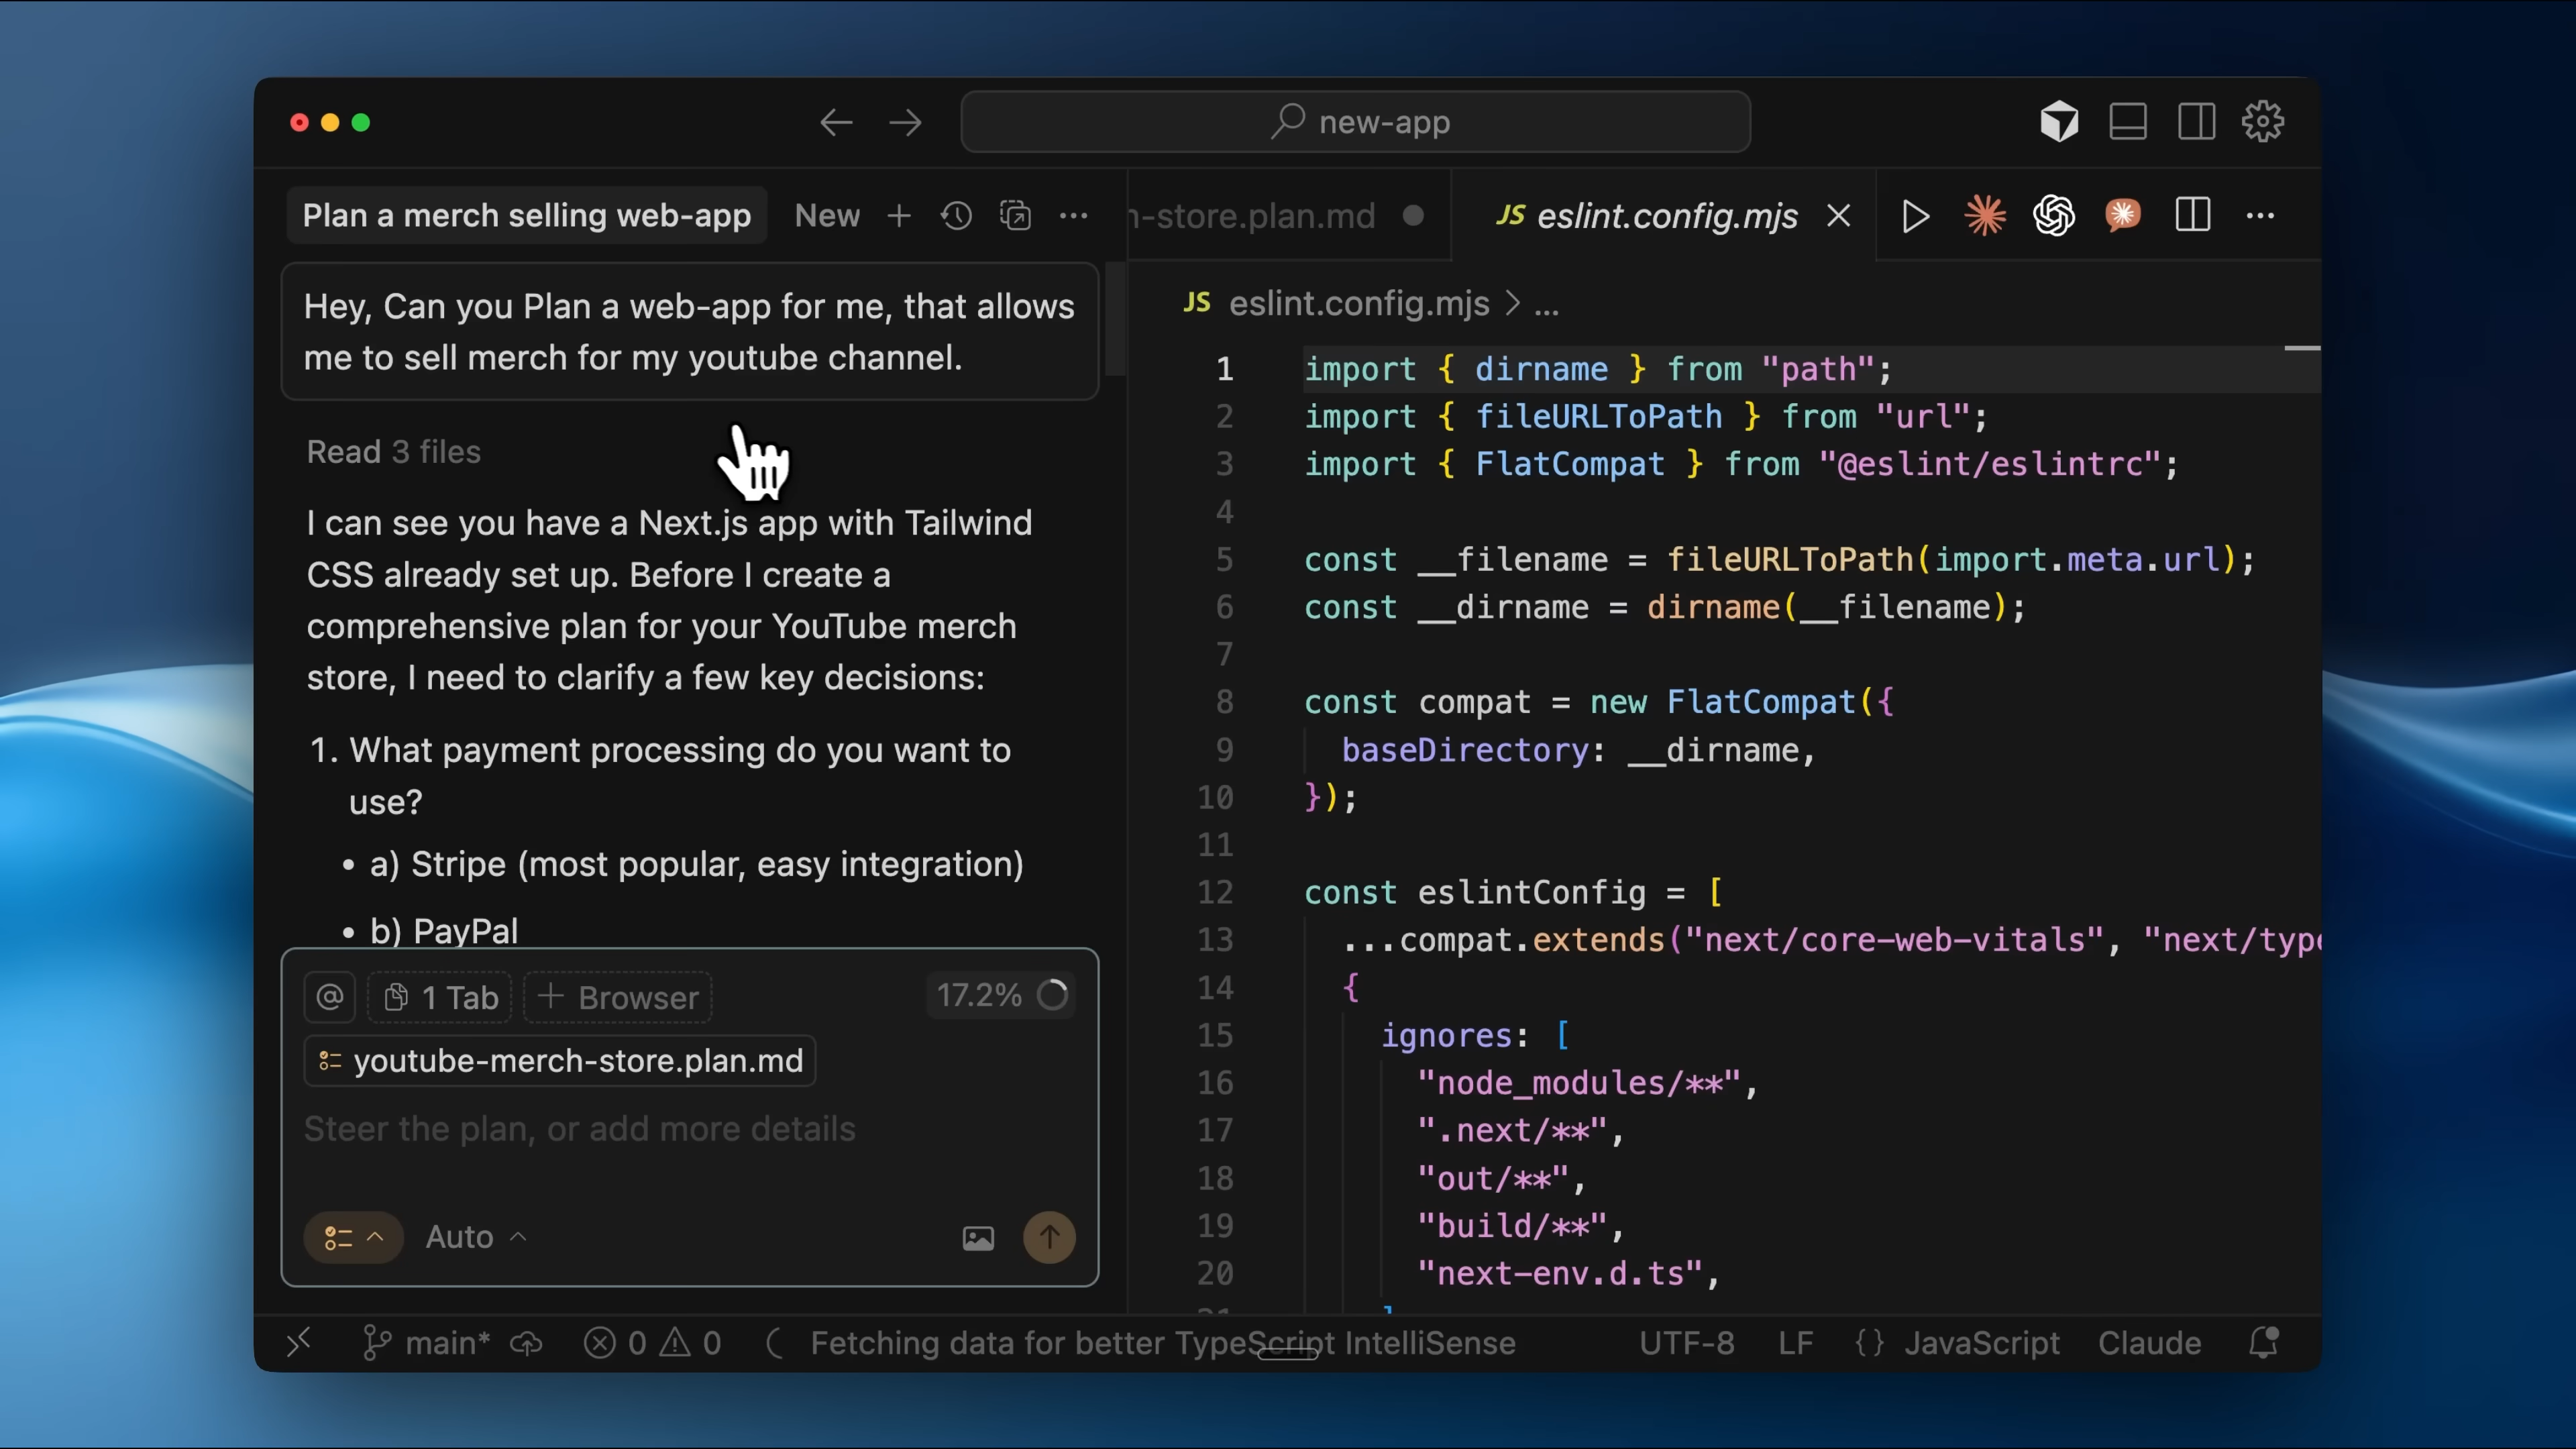 new-app
Plan a merch selling web-app New
-store.plan.md
JS eslint.config.mjs
Hey, Can you Plan a web-app for me, that allows
me to sell merch for my youtube channel.
Read 3 files
I can see you have a Next.js app with Tailwind
CSS already set up. Before I create a
comprehensive plan for your YouTube merch
store, I need to clarify a few key decisions:
1. What payment processing do you want to
use?
• a) Stripe (most popular, easy integration)
• b) PayPal
@ 1 Tab + Browser 17.2%
youtube-merch-store.plan.md
Steer the plan, or add more details
Auto
JS eslint.config.mjs > ...
1 import { dirname } from "path";
2 import { fileURLToPath } from "url";
3 import { FlatCompat } from "@eslint/eslintrc";
4
5 const __filename = fileURLToPath(import.meta.url);
6 const __dirname = dirname(__filename);
7
8 const compat = new FlatCompat({
9 baseDirectory: __dirname,
10 });
11
12 const eslintConfig = [
13 ...compat.extends("next/core-web-vitals", "next/type
14 {
15 ignores: [
16 "node_modules/**",
17 ".next/**",
18 "out/**",
19 "build/**",
20 "next-env.d.ts",
main* 0 0 Fetching data for better TypeScript IntelliSense UTF-8 LF {} JavaScript Claude